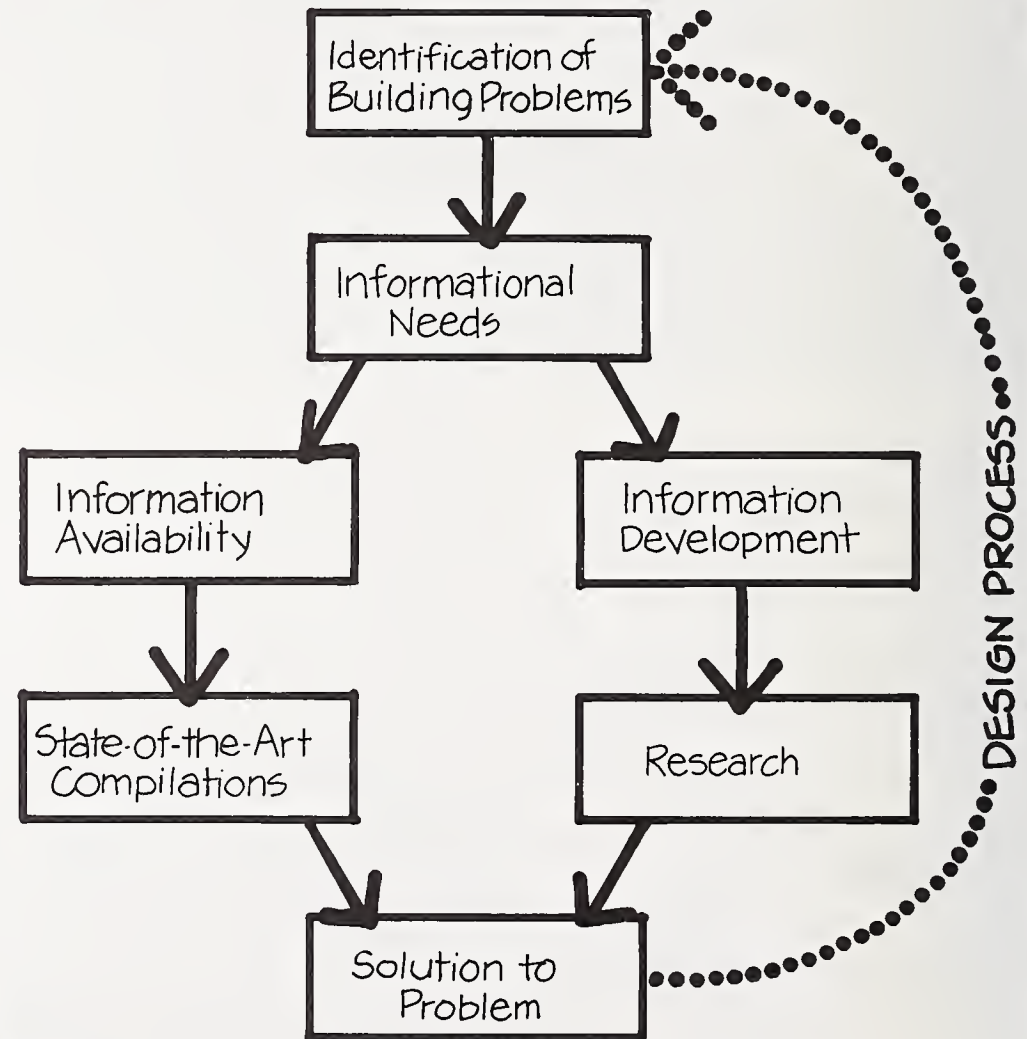 Identification of
Building Problems
Informational
Needs
Information
Availability
Information
Development
State-of-the-Art
Compilations
Research
Solution to
Problem
DESIGN PROCESS